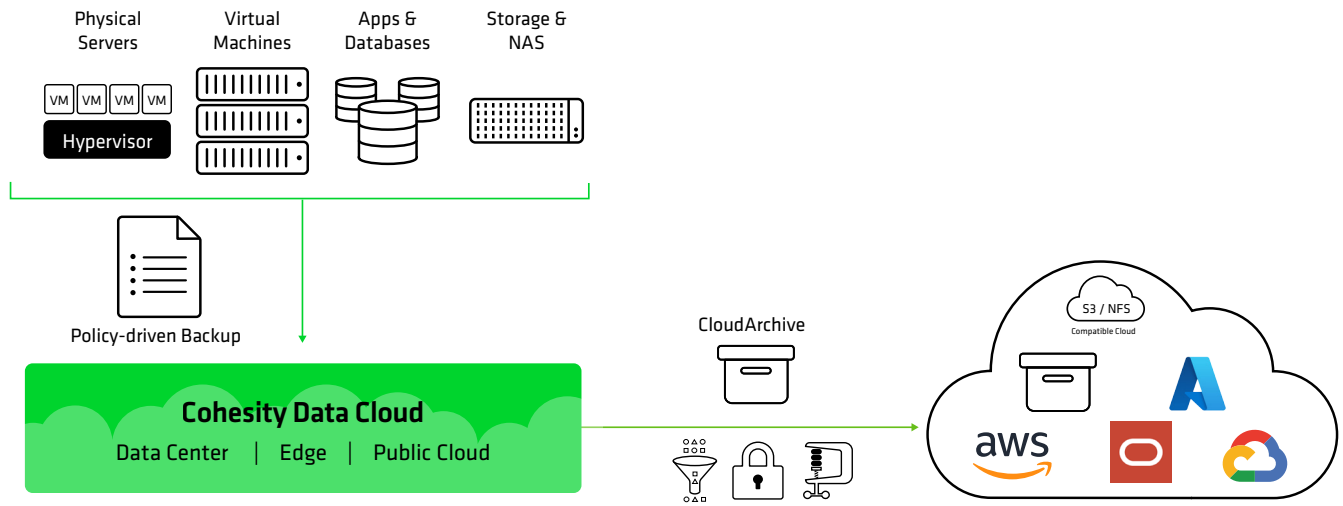 Physical
Servers
Virtual
Machines
Apps &
Databases
Storage &
NAS
VM VM VM VM
Hypervisor
Policy-driven Backup
Cohesity Data Cloud
Data Center | Edge | Public Cloud
CloudArchive
S3 / NFS
Compatible Cloud
aws